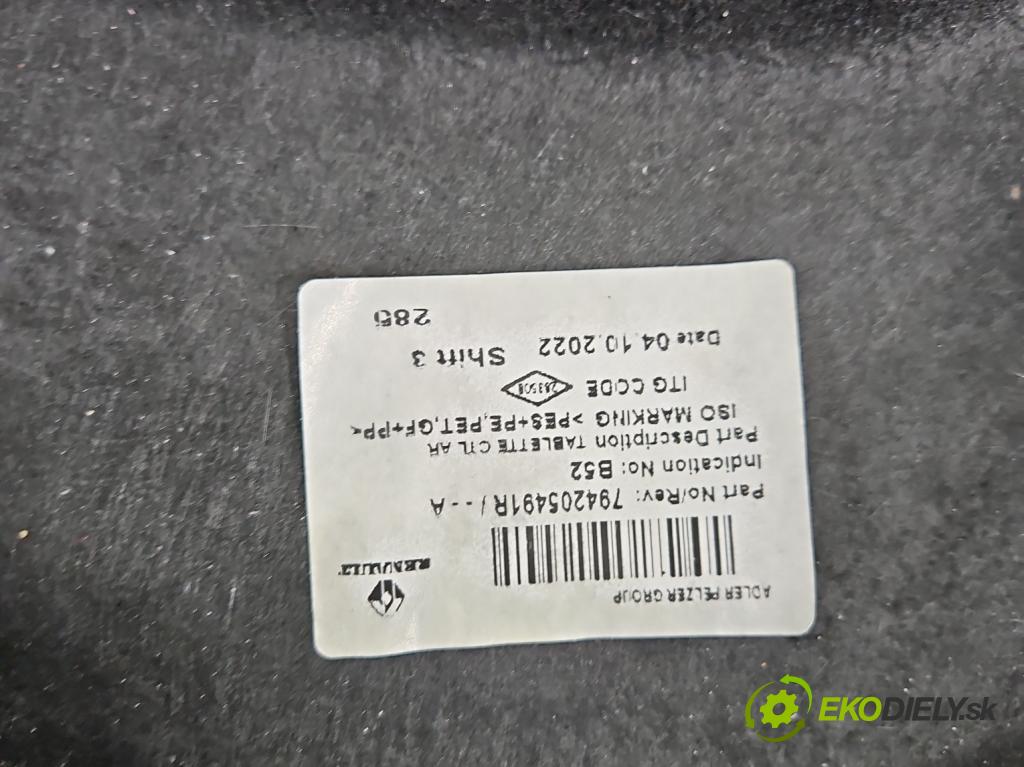 ADLER PELZER GROUP
RENAULT
Part No/Rev: 794205491R / - - A
Indication No: B52
Part Description TABLETTE CTL AR
ISO MARKING >PES+PE,PET,GF+PP<
ITG CODE
Date 04.10.2022 Shift 3
285
EKODIELY.sk